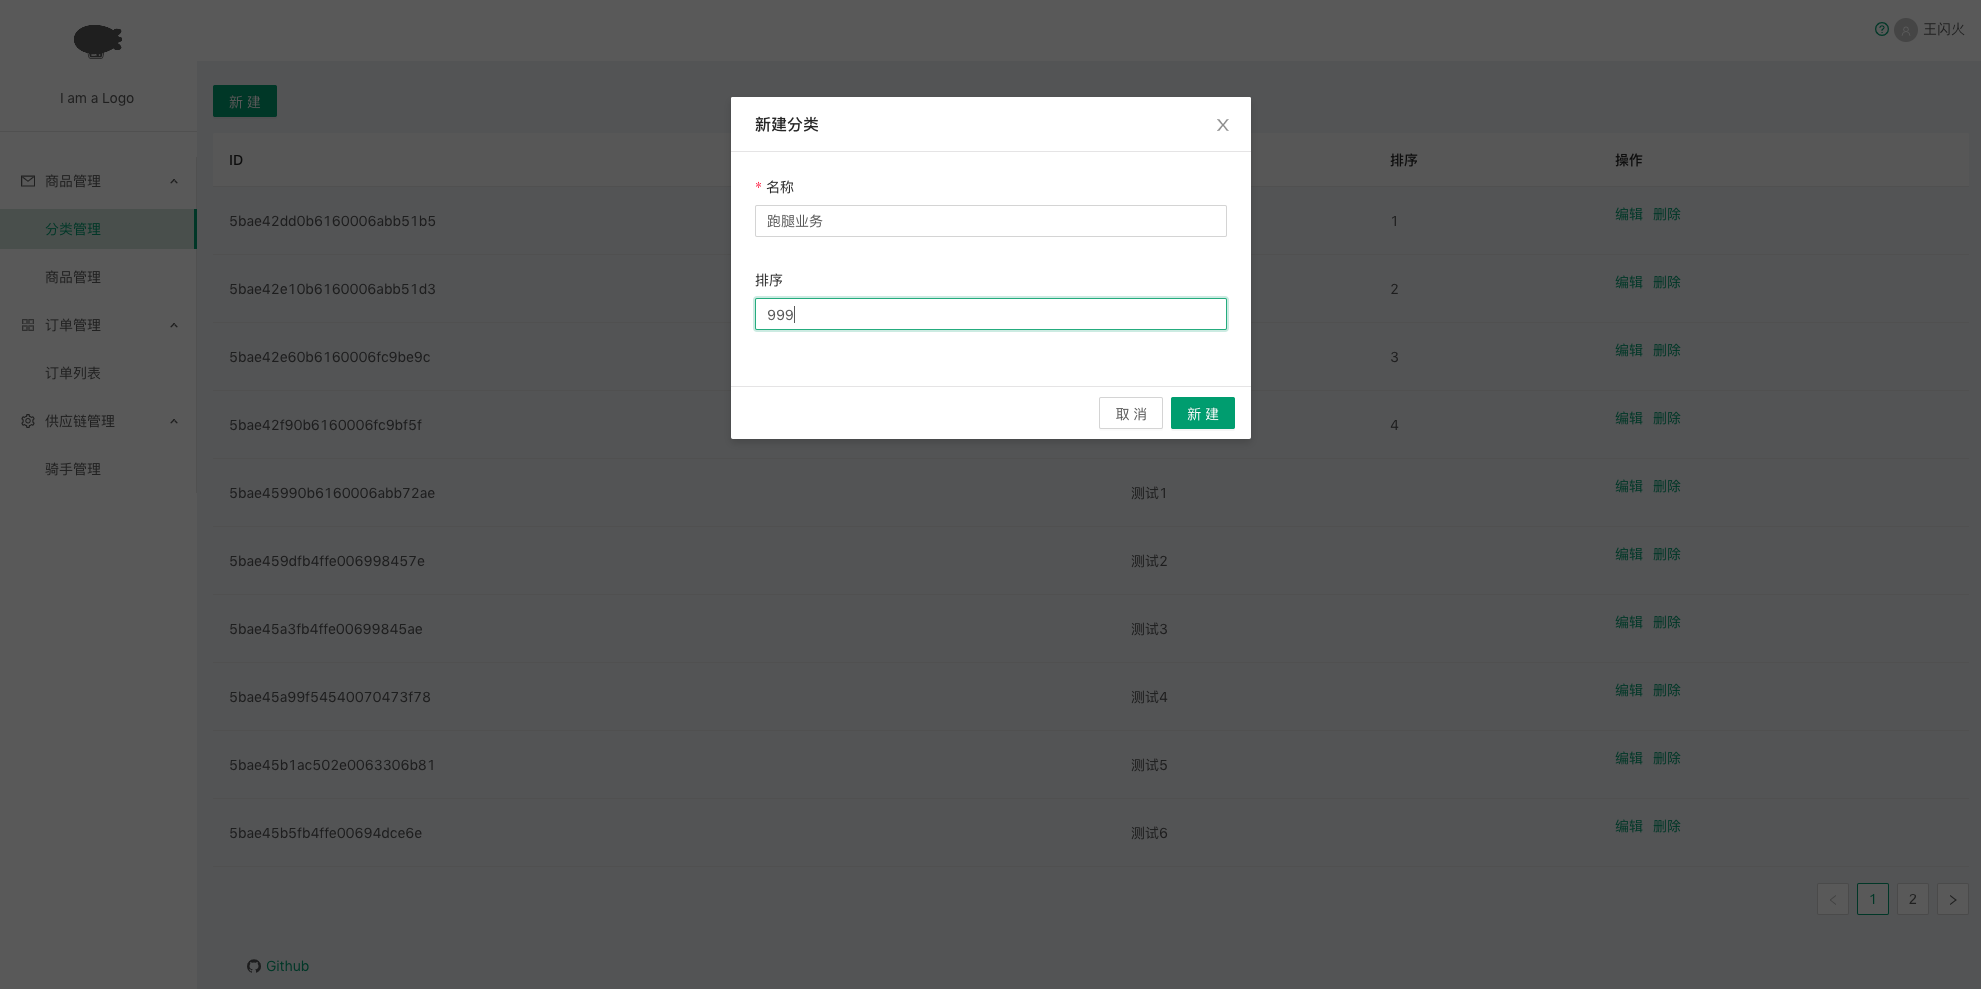 王闪火
I am a Logo
新 建
新建分类
ID
排序
操作
* 名称
商品管理
跑腿业务
5bae42dd0b6160006abb51b5
1
编辑 删除
分类管理
商品管理
排序
5bae42e10b6160006abb51d3
2
编辑 删除
999
订单管理
5bae42e60b6160006fc9be9c
3
编辑 删除
订单列表
取 消
新 建
供应链管理
5bae42f90b6160006fc9bf5f
4
编辑 删除
骑手管理
5bae45990b6160006abb72ae
测试1
编辑 删除
5bae459dfb4ffe006998457e
测试2
编辑 删除
5bae45a3fb4ffe00699845ae
测试3
编辑 删除
5bae45a99f54540070473f78
测试4
编辑 删除
5bae45b1ac502e0063306b81
测试5
编辑 删除
5bae45b5fb4ffe00694dce6e
测试6
编辑 删除
< 1 2 >
Github